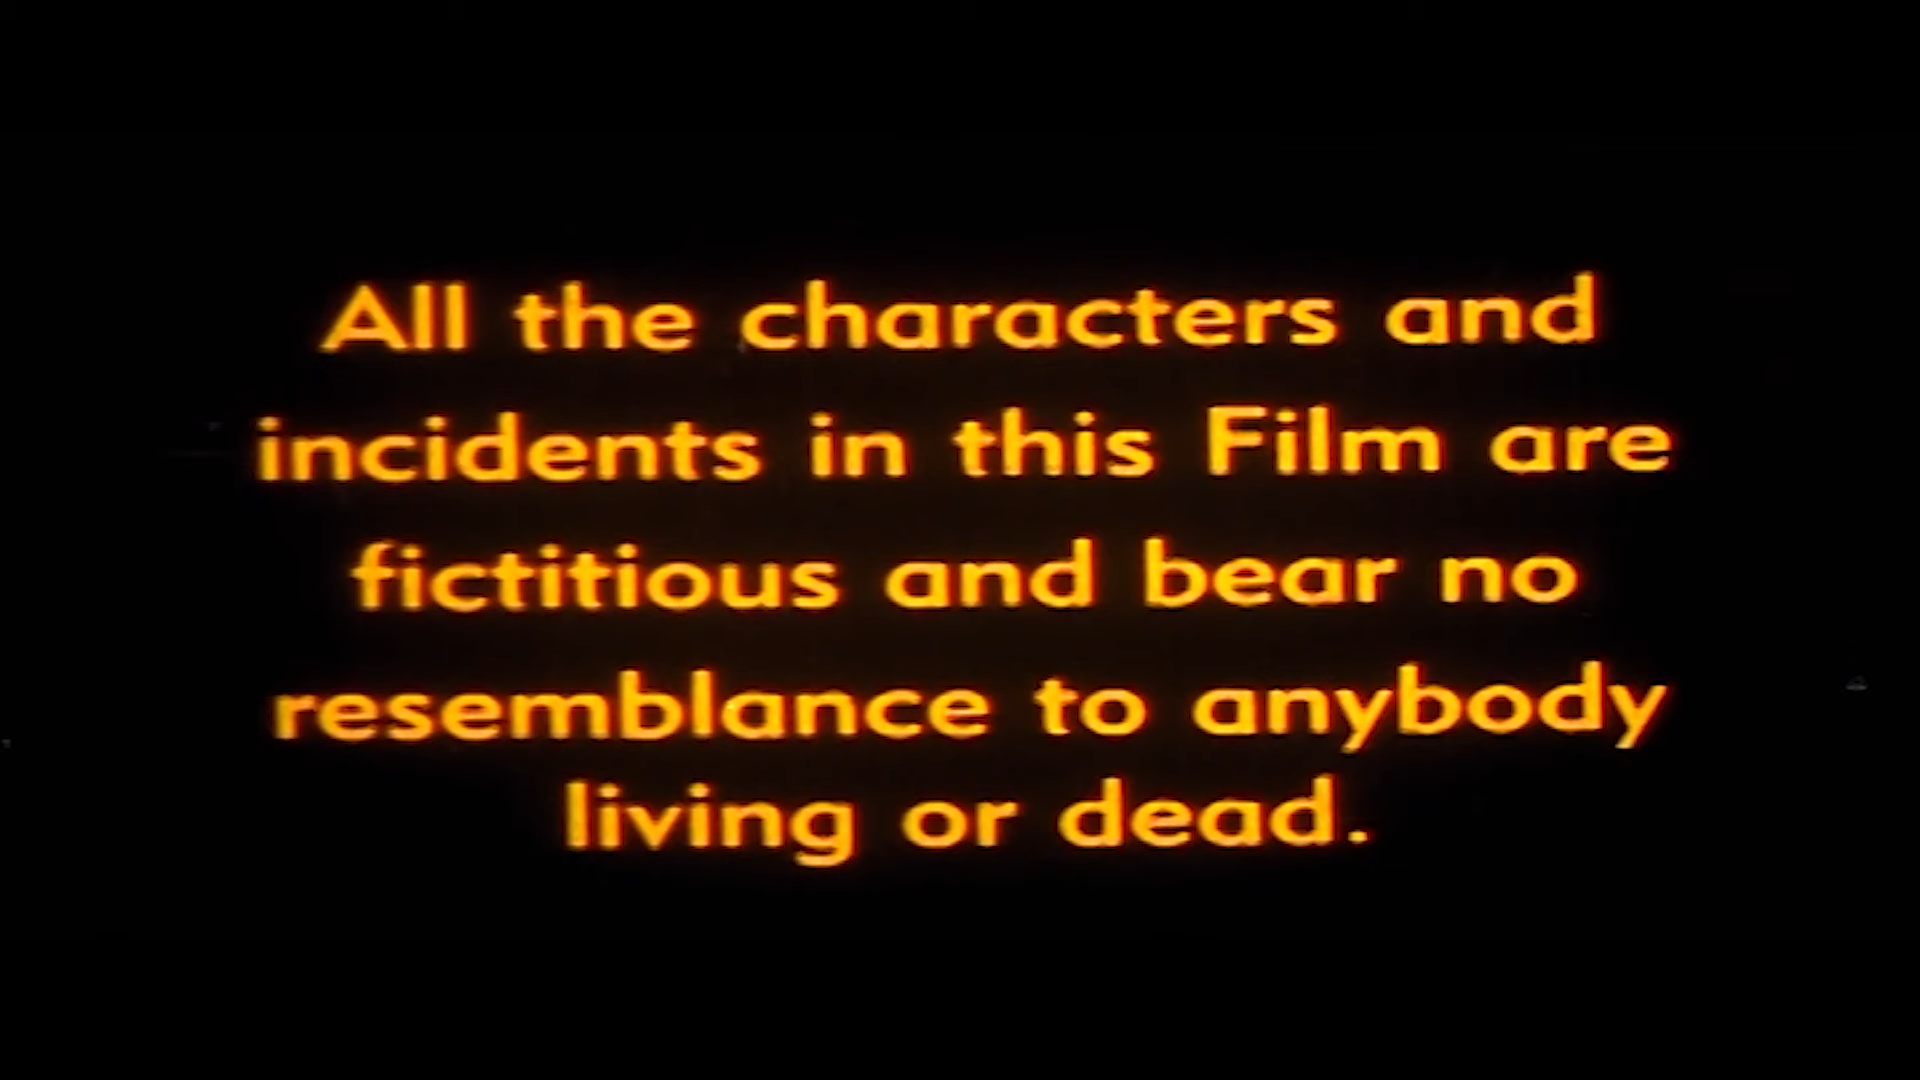 All the characters and
incidents in this Film are
fictitious and bear no
resemblance to anybody
living or dead.